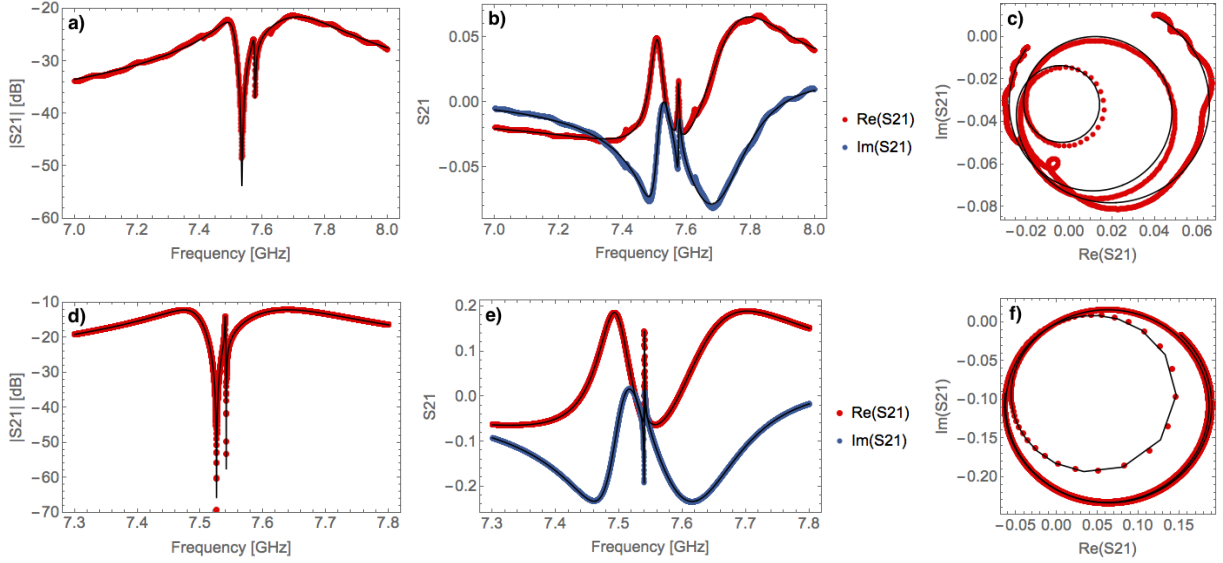 a)
|S21| [dB]
−20
−30
−40
−50
−60
7.0
7.2
7.4
7.6
7.8
8.0
Frequency [GHz]
b)
S21
0.05
0.00
−0.05
7.0
7.2
7.4
7.6
7.8
8.0
Frequency [GHz]
Re(S21)
Im(S21)
c)
Im(S21)
0.00
−0.02
−0.04
−0.06
−0.08
−0.02
0.00
0.02
0.04
0.06
Re(S21)
d)
|S21| [dB]
−10
−20
−30
−40
−50
−60
−70
7.3
7.4
7.5
7.6
7.7
7.8
Frequency [GHz]
e)
S21
0.2
0.1
0.0
−0.1
−0.2
7.3
7.4
7.5
7.6
7.7
7.8
Frequency [GHz]
Re(S21)
Im(S21)
f)
Im(S21)
0.00
−0.05
−0.10
−0.15
−0.20
−0.05
0.00
0.05
0.10
0.15
Re(S21)